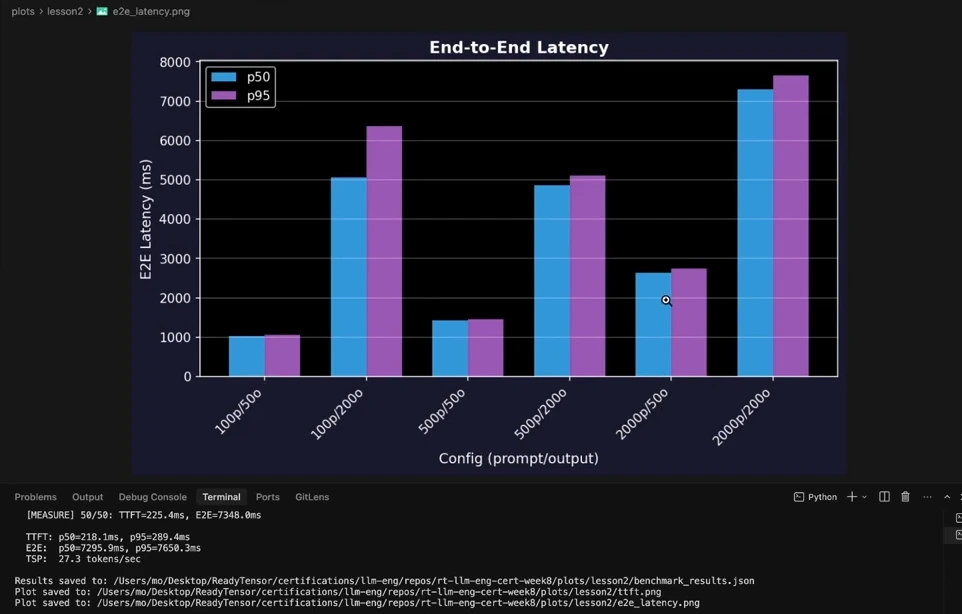 plots › lesson2 › e2e_latency.png
End-to-End Latency
p50
p95
8000
7000
6000
5000
4000
3000
2000
1000
0
E2E Latency (ms)
100p/50o
100p/200o
500p/50o
500p/200o
2000p/50o
2000p/200o
Config (prompt/output)
Problems Output Debug Console Terminal Ports GitLens Python
[MEASURE] 50/50: TTFT=225.4ms, E2E=7348.0ms
TTFT: p50=218.1ms, p95=289.4ms
E2E: p50=7295.9ms, p95=7650.3ms
TSP: 27.3 tokens/sec
Results saved to: /Users/mo/Desktop/ReadyTensor/certifications/llm-eng/repos/rt-llm-eng-cert-week8/plots/lesson2/benchmark_results.json
Plot saved to: /Users/mo/Desktop/ReadyTensor/certifications/llm-eng/repos/rt-llm-eng-cert-week8/plots/lesson2/ttft.png
Plot saved to: /Users/mo/Desktop/ReadyTensor/certifications/llm-eng/repos/rt-llm-eng-cert-week8/plots/lesson2/e2e_latency.png